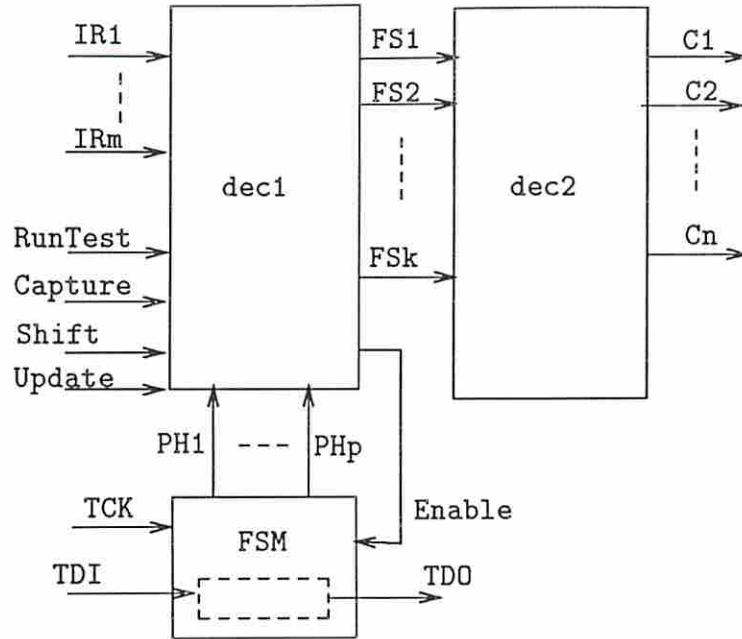 IR1
IRm
RunTest
Capture
Shift
Update
dec1
FS1
FS2
FSk
dec2
C1
C2
Cn
PH1
PHp
Enable
TCK
FSM
TDI
TDO